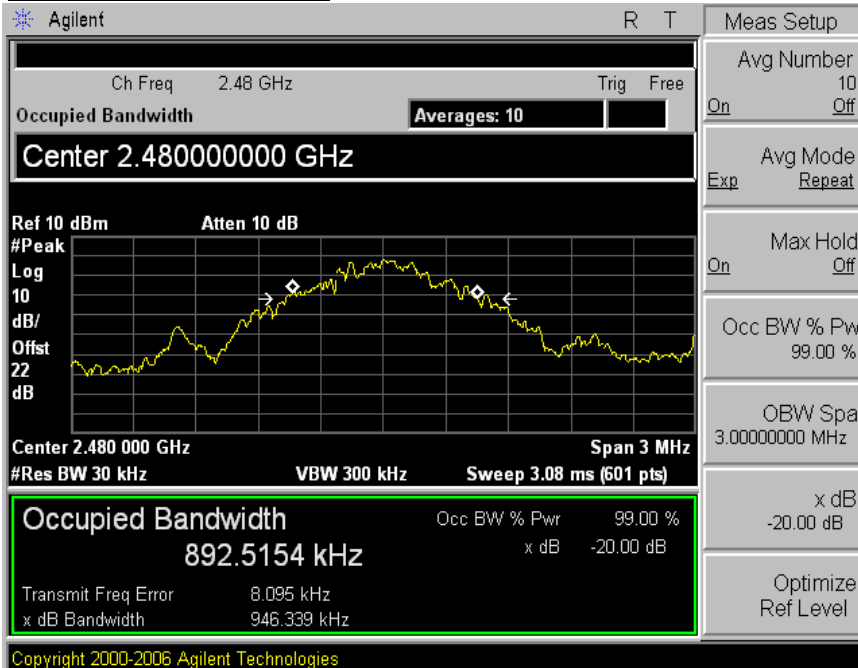 Agilent R T Meas Setup
Ch Freq 2.48 GHz Trig Free
Occupied Bandwidth Averages: 10
Center 2.480000000 GHz
Ref 10 dBm Atten 10 dB
#Peak
Log
10
dB/
Offst
22
dB
Center 2.480 000 GHz Span 3 MHz
#Res BW 30 kHz VBW 300 kHz Sweep 3.08 ms (601 pts)
Occupied Bandwidth Occ BW % Pwr 99.00 %
892.5154 kHz x dB -20.00 dB
Transmit Freq Error 8.095 kHz
x dB Bandwidth 946.339 kHz
Copyright 2000-2006 Agilent Technologies
Avg Number
10
On Off
Avg Mode
Exp Repeat
Max Hold
On Off
Occ BW % Pw
99.00 %
OBW Spa
3.00000000 MHz
x dB
-20.00 dB
Optimize
Ref Level